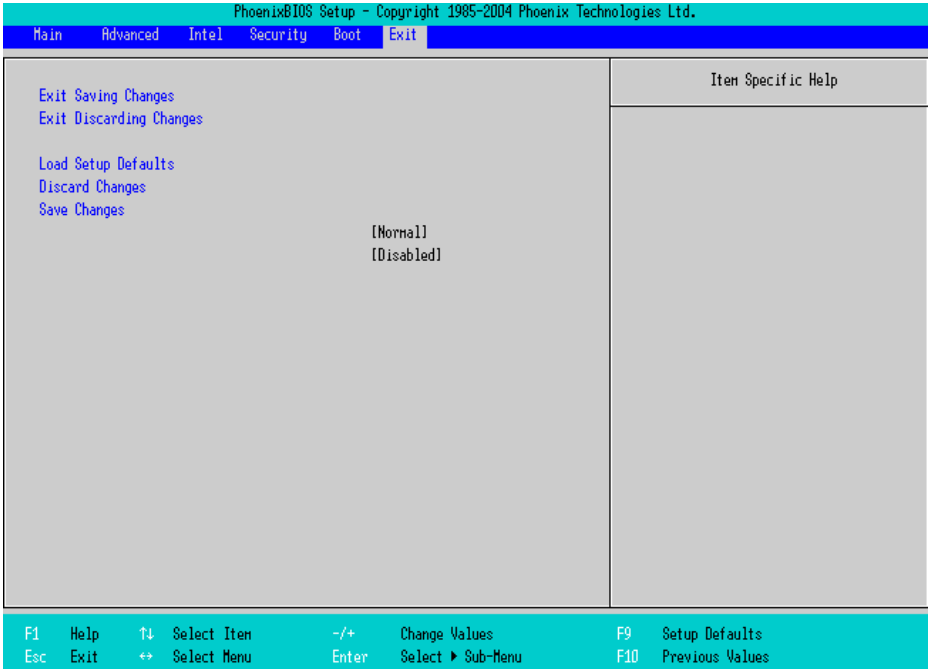 PhoenixBIOS Setup - Copyright 1985-2004 Phoenix Technologies Ltd.
Main Advanced Intel Security Boot Exit
Item Specific Help
Exit Saving Changes
Exit Discarding Changes
Load Setup Defaults
Discard Changes
Save Changes
[Normal]
[Disabled]
F1 Help ↑↓ Select Item -/+ Change Values F9 Setup Defaults
Esc Exit ↔ Select Menu Enter Select ▶ Sub-Menu F10 Previous Values